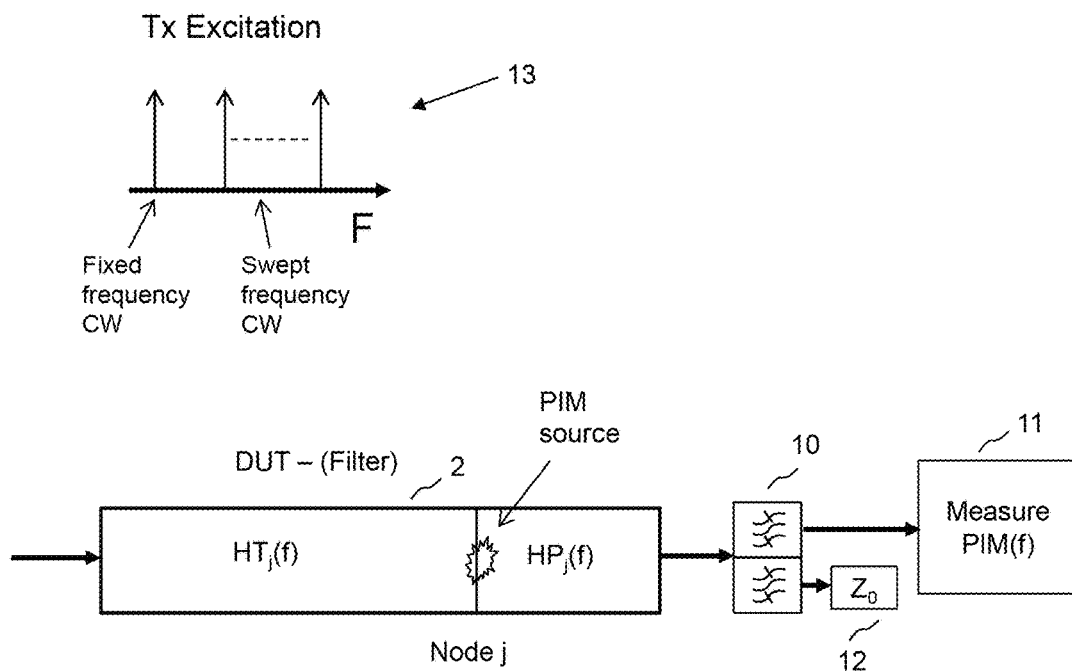 Tx Excitation
13
F
Fixed
frequency
CW
Swept
frequency
CW
PIM
source
DUT – (Filter)
2
10
11
HTj(f)
HPj(f)
Measure
PIM(f)
Z0
12
Node j